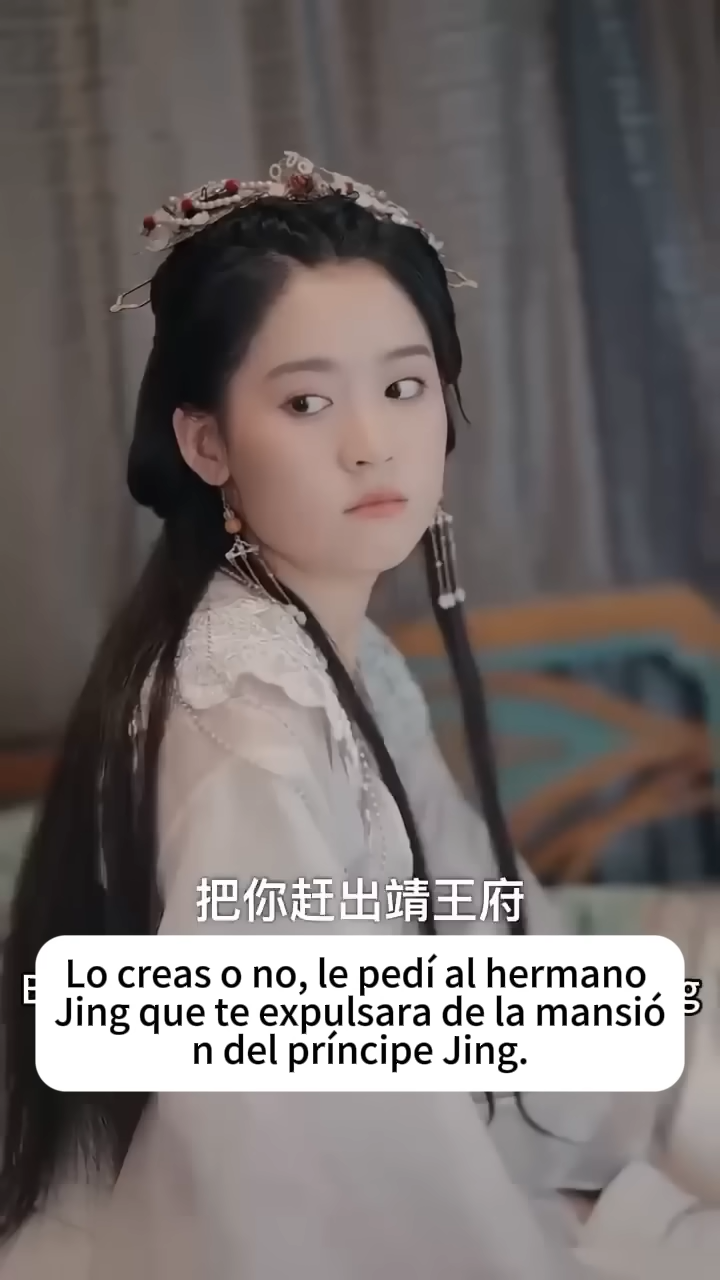 把你赶出靖王府
Lo creas o no, le pedí al hermano
Jing que te expulsara de la mansió
n del príncipe Jing.